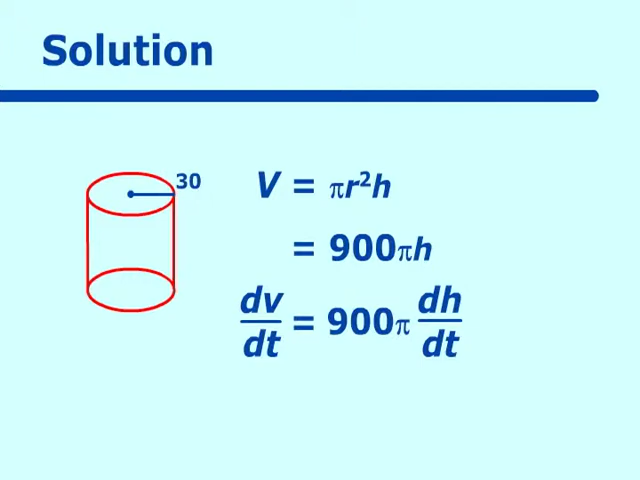 Solution
30
V = πr²h
= 900πh
dv/dt = 900π dh/dt